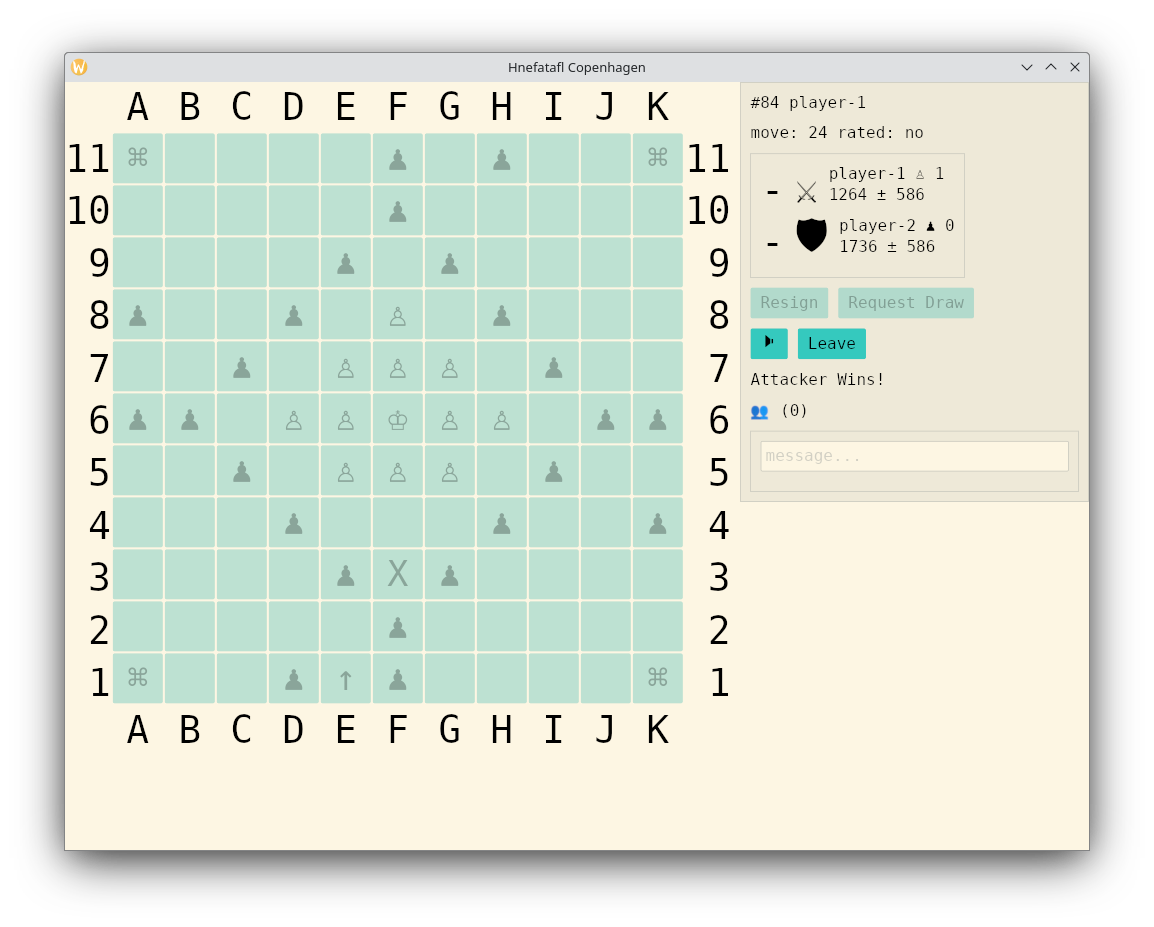 W Hnefatafl Copenhagen
A B C D E F G H I J K
11 ⌘ ♟ ♟ ⌘ 11
10 ♟ 10
9 ♟ ♟ 9
8 ♟ ♟ ♙ ♟ 8
7 ♟ ♙ ♙ ♙ ♟ 7
6 ♟ ♟ ♙ ♙ ♔ ♙ ♙ ♟ ♟ 6
5 ♟ ♙ ♙ ♙ ♟ 5
4 ♟ ♟ ♟ 4
3 ♟ X ♟ 3
2 ♟ 2
1 ⌘ ♟ ↑ ♟ ⌘ 1
A B C D E F G H I J K
#84 player-1
move: 24 rated: no
player-1 ♙ 1
- ⚔ 1264 ± 586
player-2 ♟ 0
- 1736 ± 586
Resign Request Draw
Leave
Attacker Wins!
👥 (0)
message...